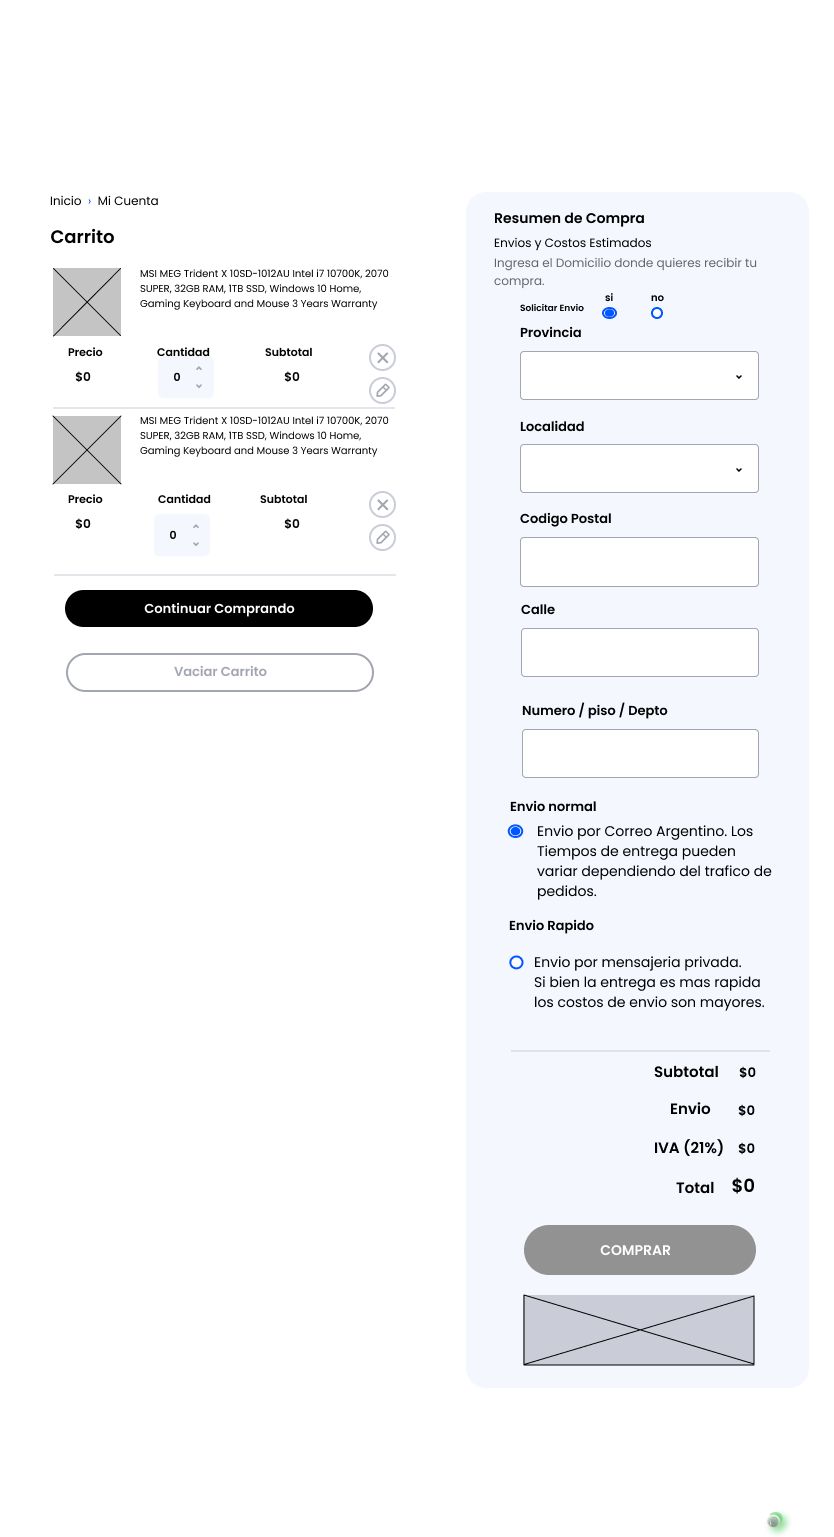 Inicio › Mi Cuenta
Carrito
MSI MEG Trident X 10SD-1012AU Intel i7 10700K, 2070
SUPER, 32GB RAM, 1TB SSD, Windows 10 Home,
Gaming Keyboard and Mouse 3 Years Warranty
Precio Cantidad Subtotal
$0 0 $0
MSI MEG Trident X 10SD-1012AU Intel i7 10700K, 2070
SUPER, 32GB RAM, 1TB SSD, Windows 10 Home,
Gaming Keyboard and Mouse 3 Years Warranty
Precio Cantidad Subtotal
$0 0 $0
Continuar Comprando
Vaciar Carrito
Resumen de Compra
Envios y Costos Estimados
Ingresa el Domicilio donde quieres recibir tu
compra.
si no
Solicitar Envio
Provincia
Localidad
Codigo Postal
Calle
Numero / piso / Depto
Envio normal
Envio por Correo Argentino. Los
Tiempos de entrega pueden
variar dependiendo del trafico de
pedidos.
Envio Rapido
Envio por mensajeria privada.
Si bien la entrega es mas rapida
los costos de envio son mayores.
Subtotal $0
Envio $0
IVA (21%) $0
Total $0
COMPRAR